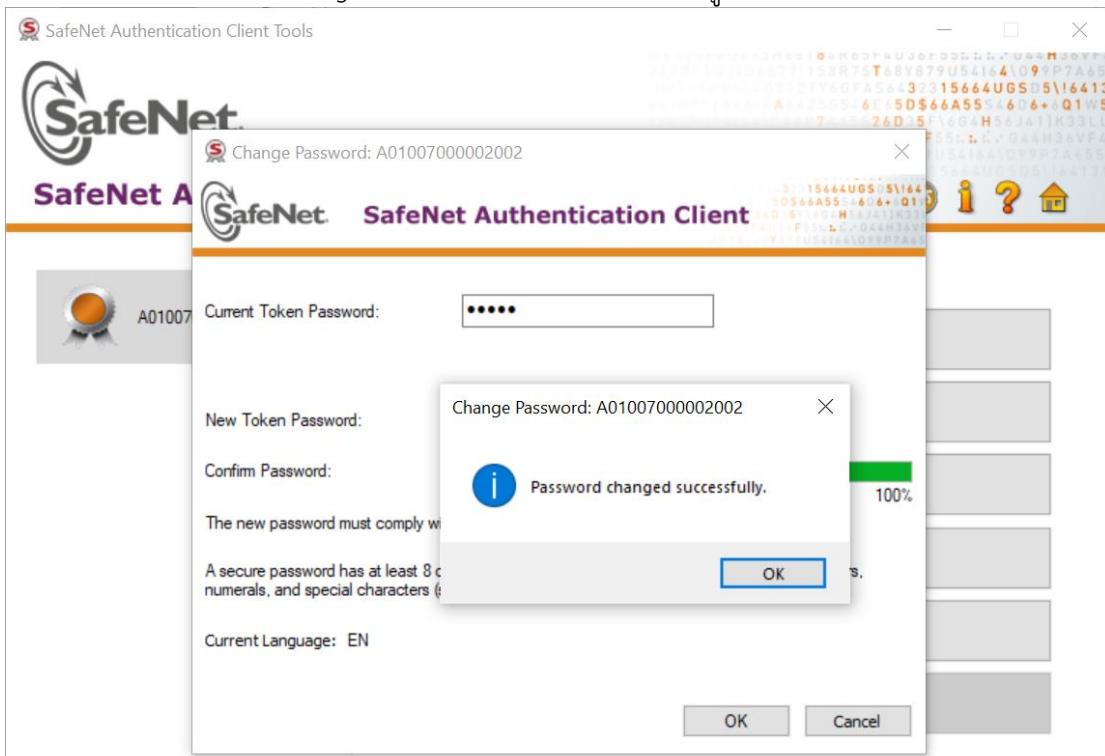 SafeNet Authentication Client Tools
SafeNet.
SafeNet A
Change Password: A01007000002002
SafeNet. SafeNet Authentication Client
A01007
Current Token Password: •••••
New Token Password:
Confirm Password:
100%
The new password must comply wi
A secure password has at least 8 c
rs,
numerals, and special characters (
Current Language: EN
OK Cancel
Change Password: A01007000002002
Password changed successfully.
OK